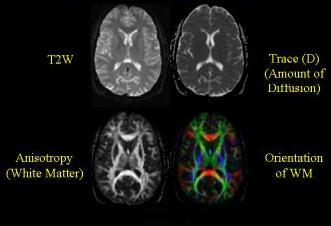 T2W
Trace (D)
(Amount of
Diffusion)
Anisotropy
(White Matter)
Orientation
of WM